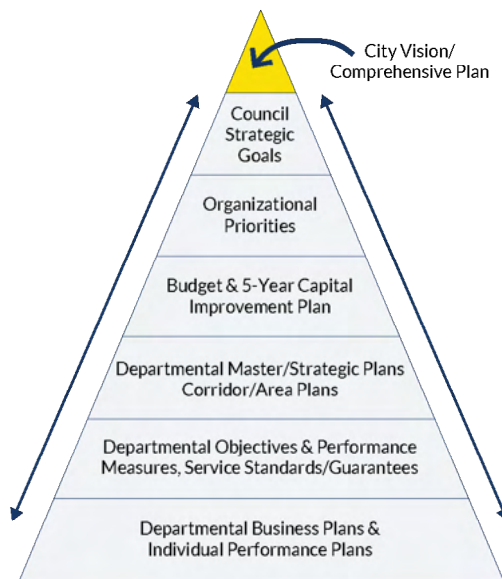 City Vision/
Comprehensive Plan
Council
Strategic
Goals
Organizational
Priorities
Budget & 5-Year Capital
Improvement Plan
Departmental Master/Strategic Plans
Corridor/Area Plans
Departmental Objectives & Performance
Measures, Service Standards/Guarantees
Departmental Business Plans &
Individual Performance Plans